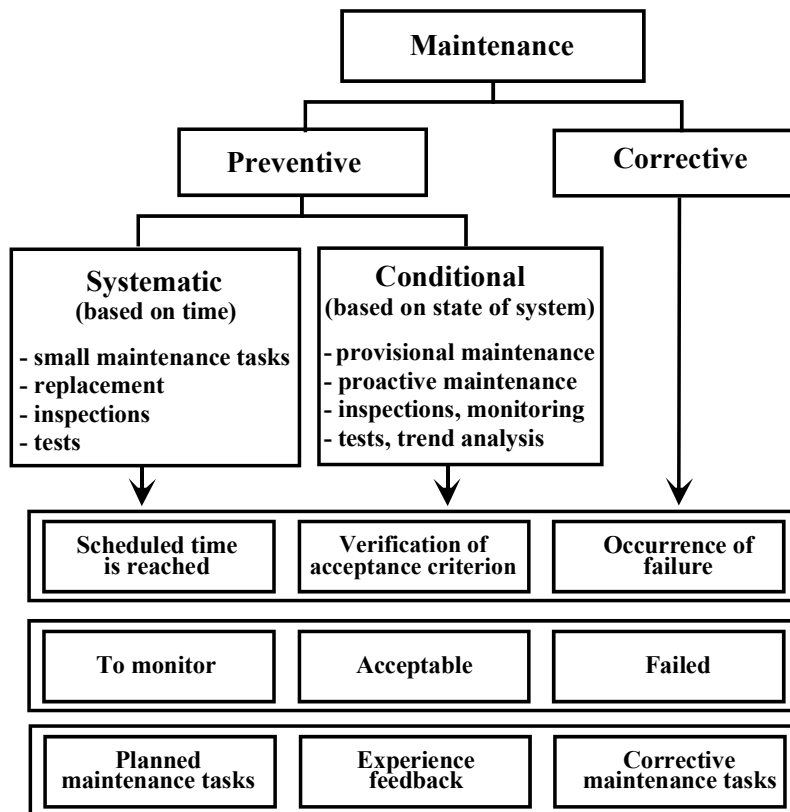 Maintenance
Preventive
Corrective
Systematic
(based on time)
- small maintenance tasks
- replacement
- inspections
- tests
Conditional
(based on state of system)
- provisional maintenance
- proactive maintenance
- inspections, monitoring
- tests, trend analysis
Scheduled time
is reached
Verification of
acceptance criterion
Occurrence of
failure
To monitor
Acceptable
Failed
Planned
maintenance tasks
Experience
feedback
Corrective
maintenance tasks